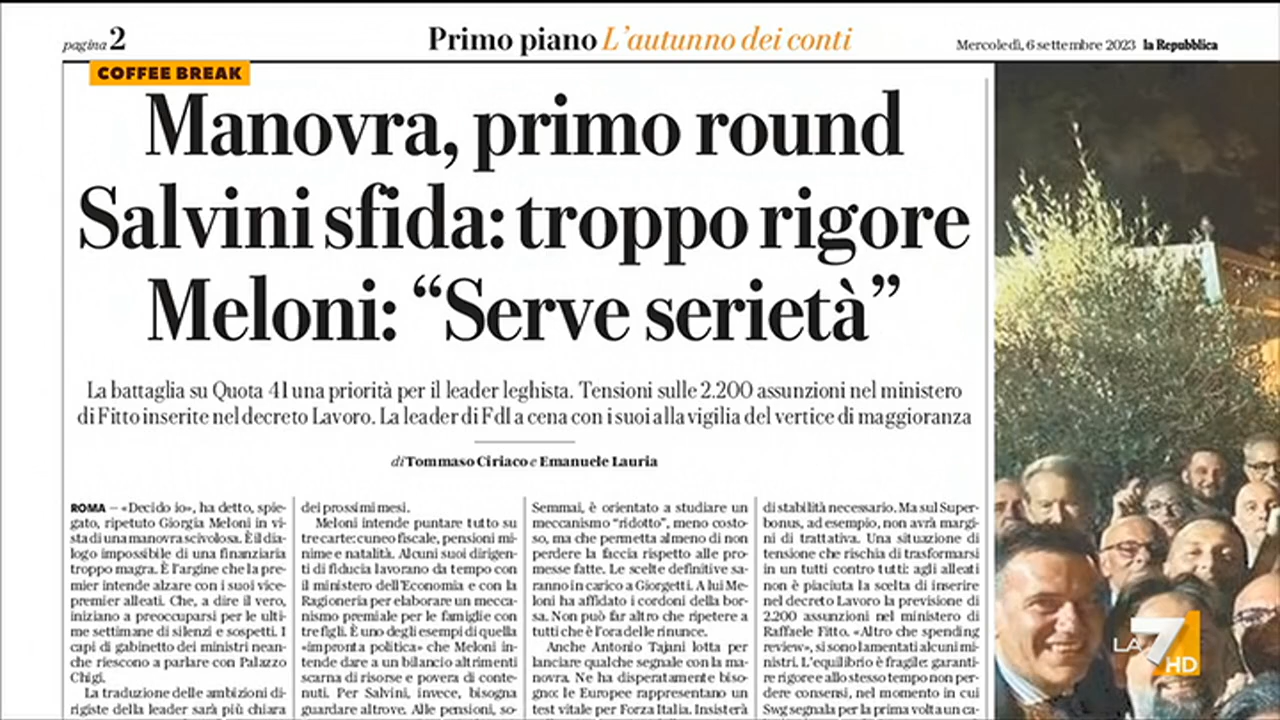 pagina 2
Primo piano L'autunno dei conti
Mercoledì, 6 settembre 2023 la Repubblica
COFFEE BREAK
Manovra, primo round
Salvini sfida: troppo rigore
Meloni: “Serve serietà”
La battaglia su Quota 41 una priorità per il leader leghista. Tensioni sulle 2.200 assunzioni nel ministero
di Fitto inserite nel decreto Lavoro. La leader di FdI a cena con i suoi alla vigilia del vertice di maggioranza
di Tommaso Ciriaco e Emanuele Lauria
ROMA – «Decido io», ha detto, spie-
gato, ripetuto Giorgia Meloni in vi-
sta di una manovra scivolosa. È il dia-
logo impossibile di una finanziaria
troppo magra. È l'argine che la pre-
mier intende alzare con i suoi vice-
premier alleati. Che, a dire il vero,
iniziano a preoccuparsi per le ulti-
me settimane di silenzi e sospetti. I
capi di gabinetto dei ministri nean-
che riescono a parlare con Palazzo
Chigi.
La traduzione delle ambizioni di-
rigiste della leader sarà più chiara
dei prossimi mesi.
Meloni intende puntare tutto su
tre carte: cuneo fiscale, pensioni mi-
nime e natalità. Alcuni suoi dirigen-
ti di fiducia lavorano da tempo con
il ministero dell'Economia e con la
Ragioneria per elaborare un mecca-
nismo premiale per le famiglie con
tre figli. È uno degli esempi di quella
«impronta politica» che Meloni in-
tende dare a un bilancio altrimenti
scarna di risorse e povera di conte-
nuti. Per Salvini, invece, bisogna
guardare altrove. Alle pensioni, so-
Semmai, è orientato a studiare un
meccanismo “ridotto”, meno costo-
so, ma che permetta almeno di non
perdere la faccia rispetto alle pro-
messe fatte. Le scelte definitive sa-
ranno in carico a Giorgetti. A lui Me-
loni ha affidato i cordoni della bor-
sa. Non può far altro che ripetere a
tutti che è l'ora delle rinunce.
Anche Antonio Tajani lotta per
lanciare qualche segnale con la ma-
novra. Ne ha disperatamente biso-
gno: le Europee rappresentano un
test vitale per Forza Italia. Insisterà
di stabilità necessario. Ma sul Super-
bonus, ad esempio, non avrà margi-
ni di trattativa. Una situazione di
tensione che rischia di trasformarsi
in un tutti contro tutti: agli alleati
non è piaciuta la scelta di inserire
nel decreto Lavoro la previsione di
2.200 assunzioni nel ministero di
Raffaele Fitto. «Altro che spending
review», si sono lamentati alcuni mi-
nistri. L'equilibrio è fragile: garanti-
re rigore e allo stesso tempo non per-
dere consensi, nel momento in cui
Swg segnala per la prima volta un ca-
LA 7 HD